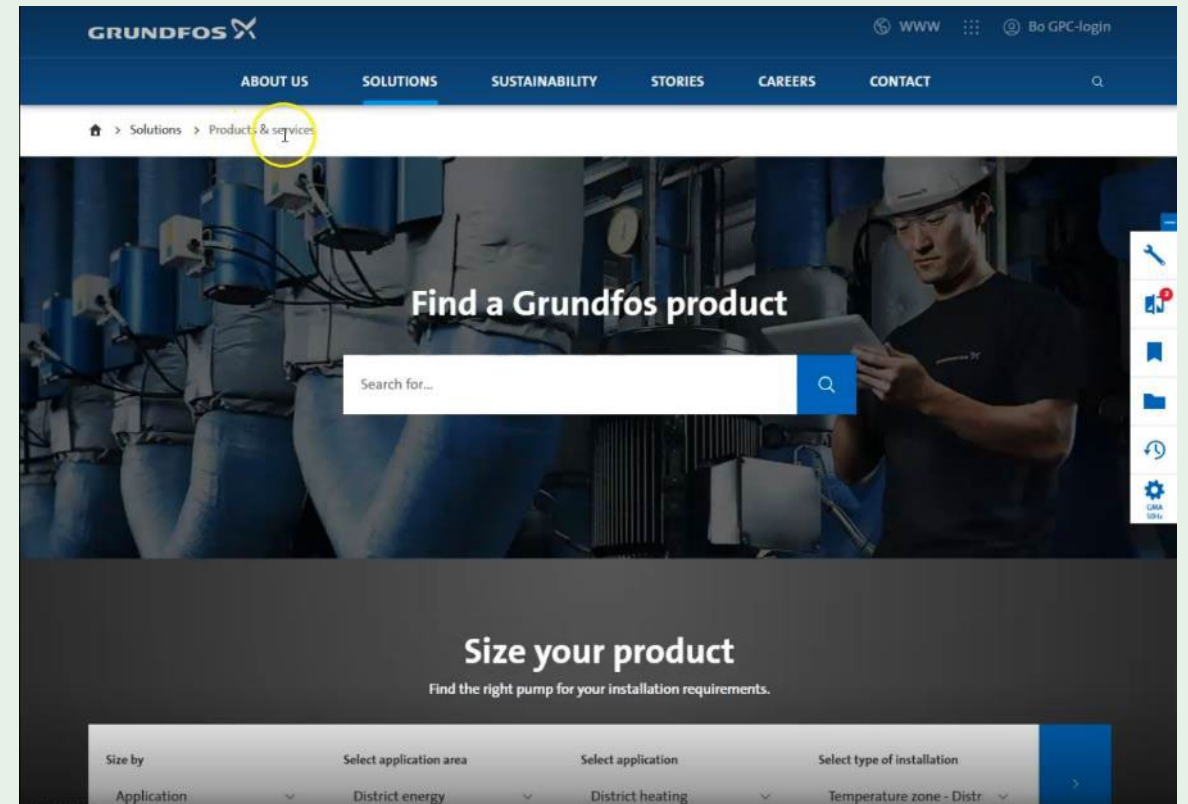 GRUNDFOS
WWW
Bo GPC-login
ABOUT US
SOLUTIONS
SUSTAINABILITY
STORIES
CAREERS
CONTACT
> Solutions > Products & services
Find a Grundfos product
Search for...
Size your product
Find the right pump for your installation requirements.
Size by
Select application area
Select application
Select type of installation
Application
District energy
District heating
Temperature zone - Distr
GMA
50Hz